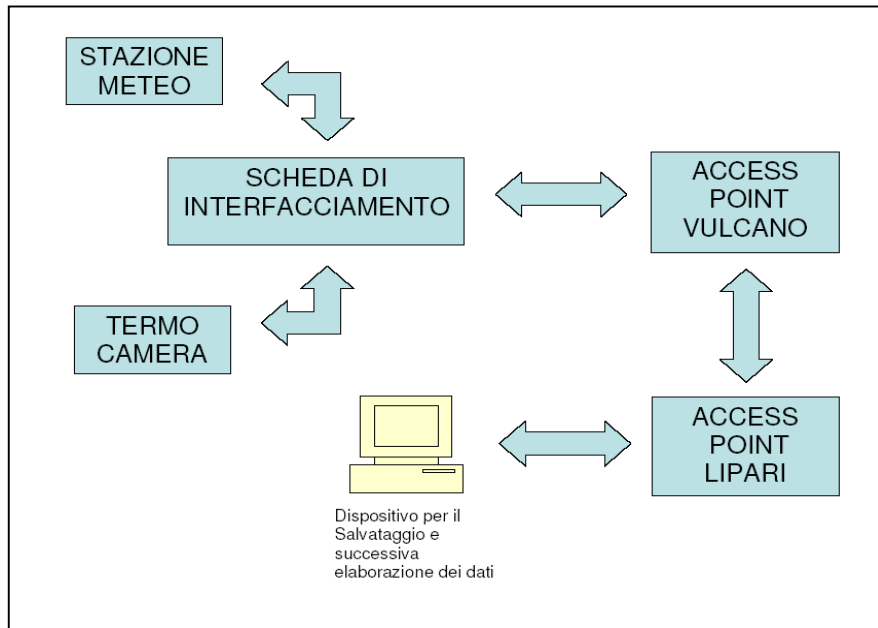 STAZIONE
METEO
SCHEDA DI
INTERFACCIAMENTO
ACCESS
POINT
VULCANO
TERMO
CAMERA
ACCESS
POINT
LIPARI
Dispositivo per il
Salvataggio e
successiva
elaborazione dei dati